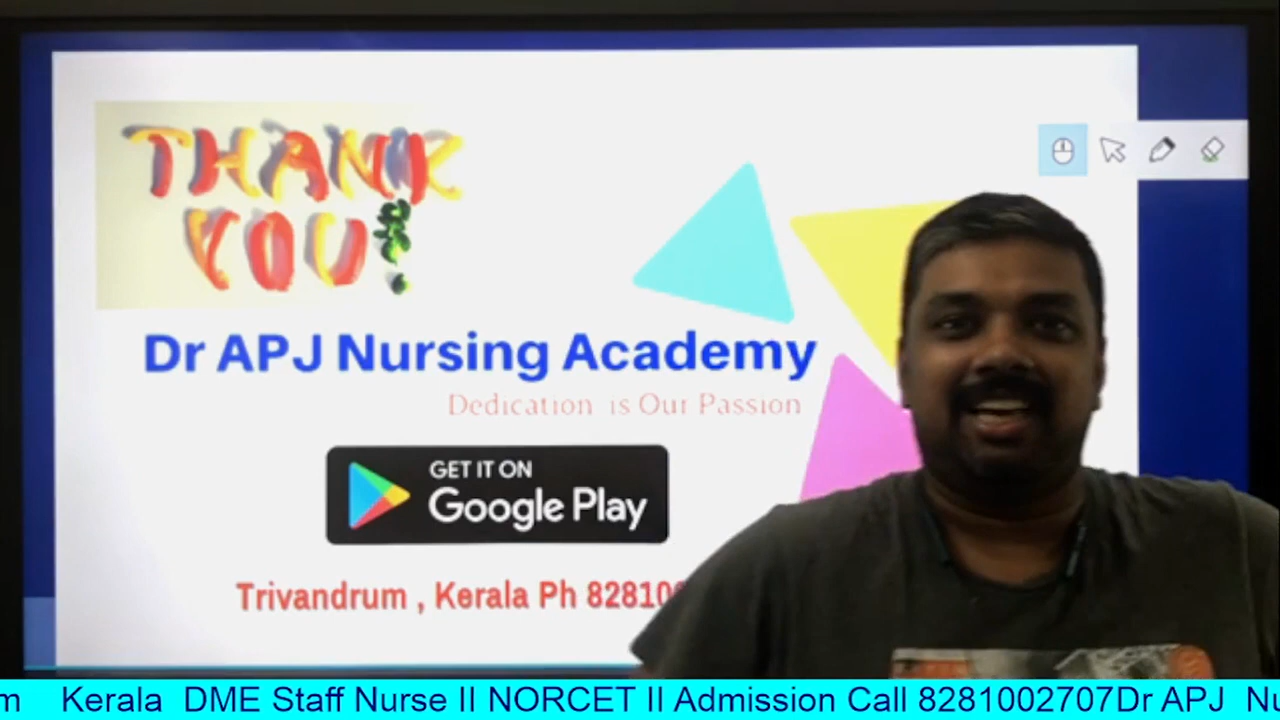 THANK
YOU!
Dr APJ Nursing Academy
Dedication is Our Passion
GET IT ON
Google Play
Trivandrum , Kerala Ph 82810
Kerala DME Staff Nurse II NORCET II Admission Call 8281002707Dr APJ